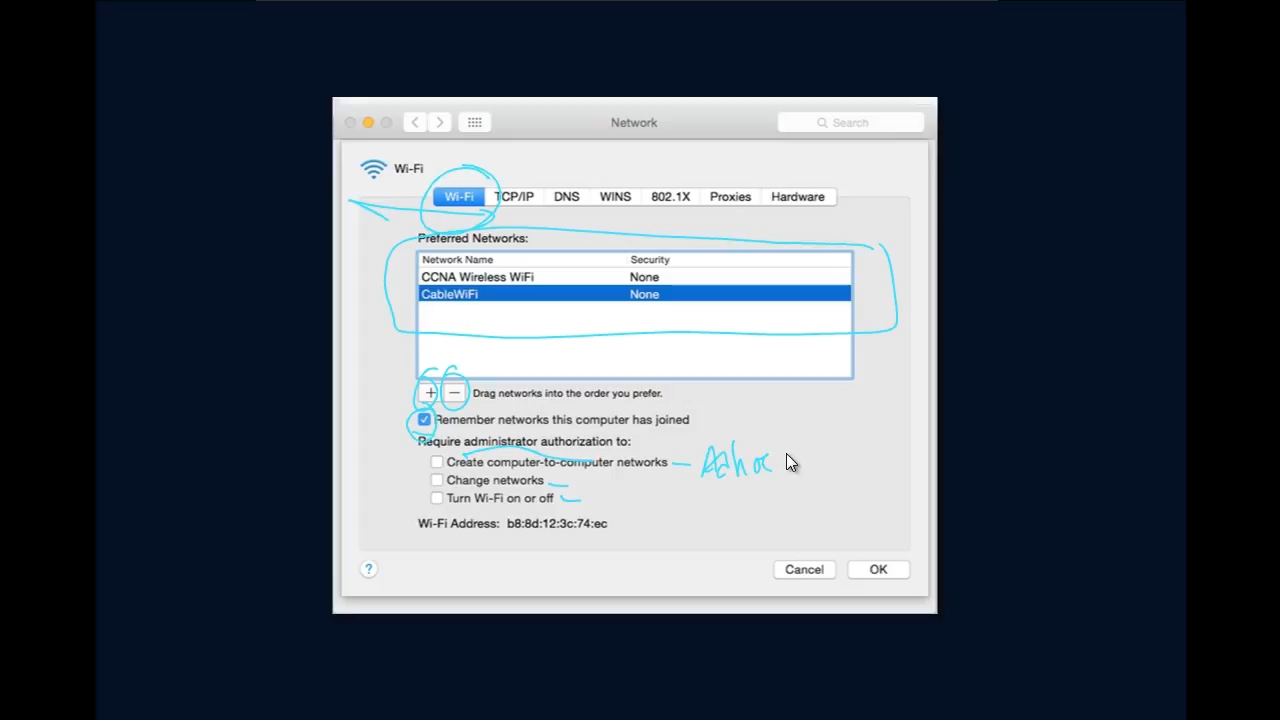 Network
Search
Wi-Fi
Wi-Fi TCP/IP DNS WINS 802.1X Proxies Hardware
Preferred Networks:
Network Name Security
CCNA Wireless WiFi None
CableWiFi None
+ − Drag networks into the order you prefer.
Remember networks this computer has joined
Require administrator authorization to:
Create computer-to-computer networks — Adhoc
Change networks
Turn Wi-Fi on or off
Wi-Fi Address: b8:8d:12:3c:74:ec
? Cancel OK